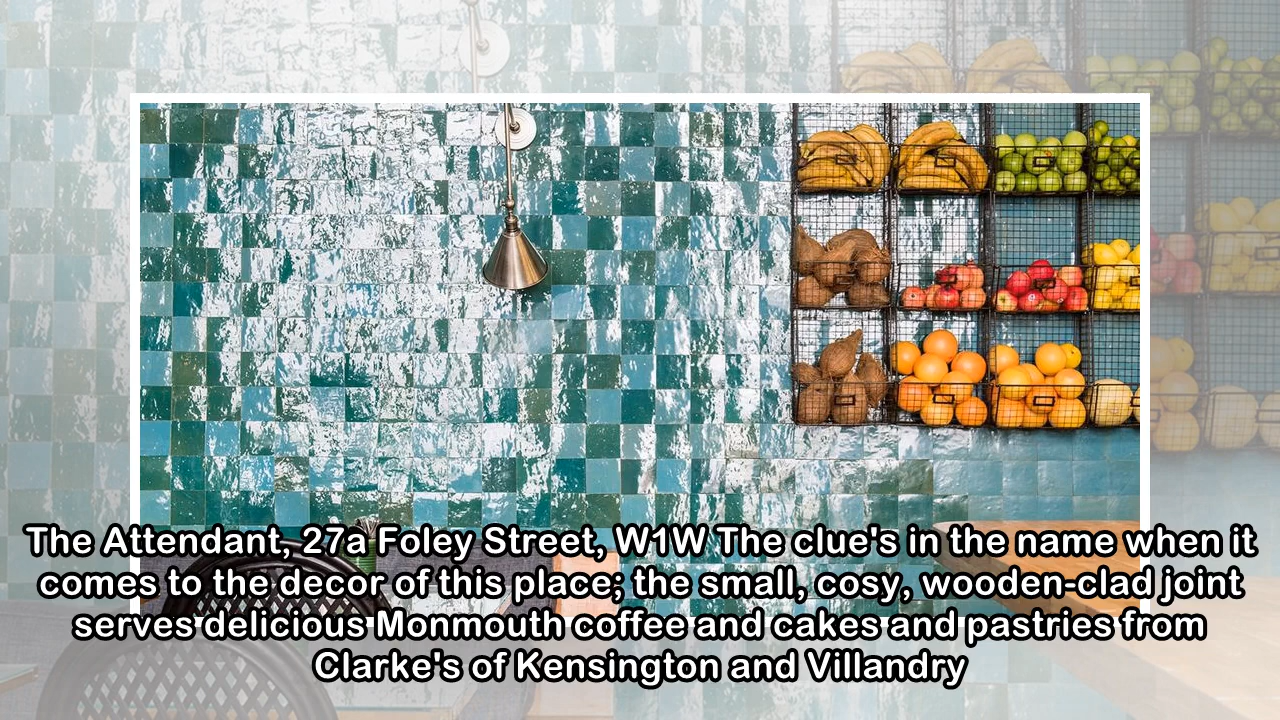 The Attendant, 27a Foley Street, W1W The clue's in the name when it
comes to the decor of this place; the small, cosy, wooden-clad joint
serves delicious Monmouth coffee and cakes and pastries from
Clarke's of Kensington and Villandry